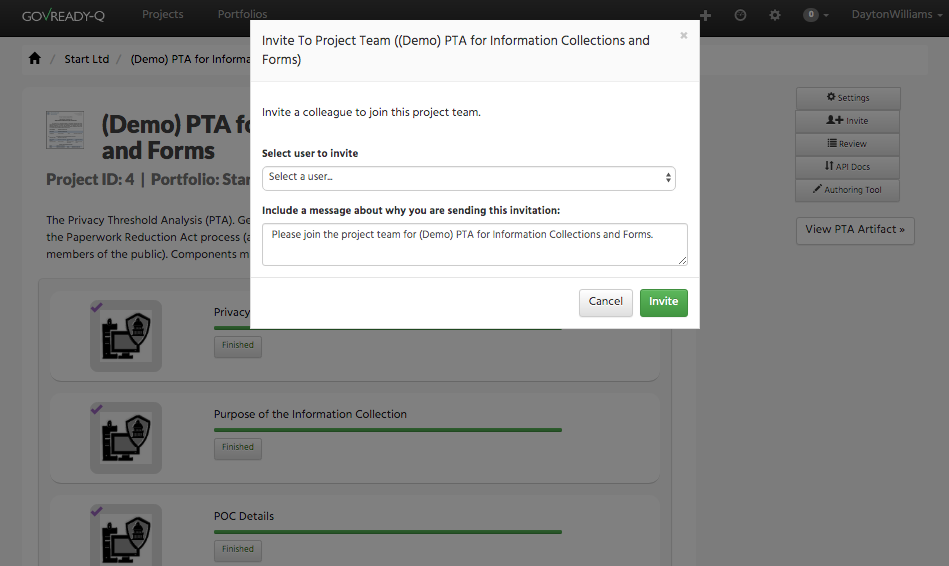 GOVREADY-Q
Projects
Portfolios
0
DaytonWilliams
Start Ltd / (Demo) PTA for Informa
Invite To Project Team ((Demo) PTA for Information Collections and
Forms)
×
Invite a colleague to join this project team.
Select user to invite
Select a user...
Include a message about why you are sending this invitation:
Please join the project team for (Demo) PTA for Information Collections and Forms.
Cancel
Invite
Settings
Invite
Review
API Docs
Authoring Tool
View PTA Artifact »
(Demo) PTA fo
and Forms
Project ID: 4 | Portfolio: Star
The Privacy Threshold Analysis (PTA). Ge
the Paperwork Reduction Act process (a
members of the public). Components m
Privacy
Finished
Purpose of the Information Collection
Finished
POC Details
Finished